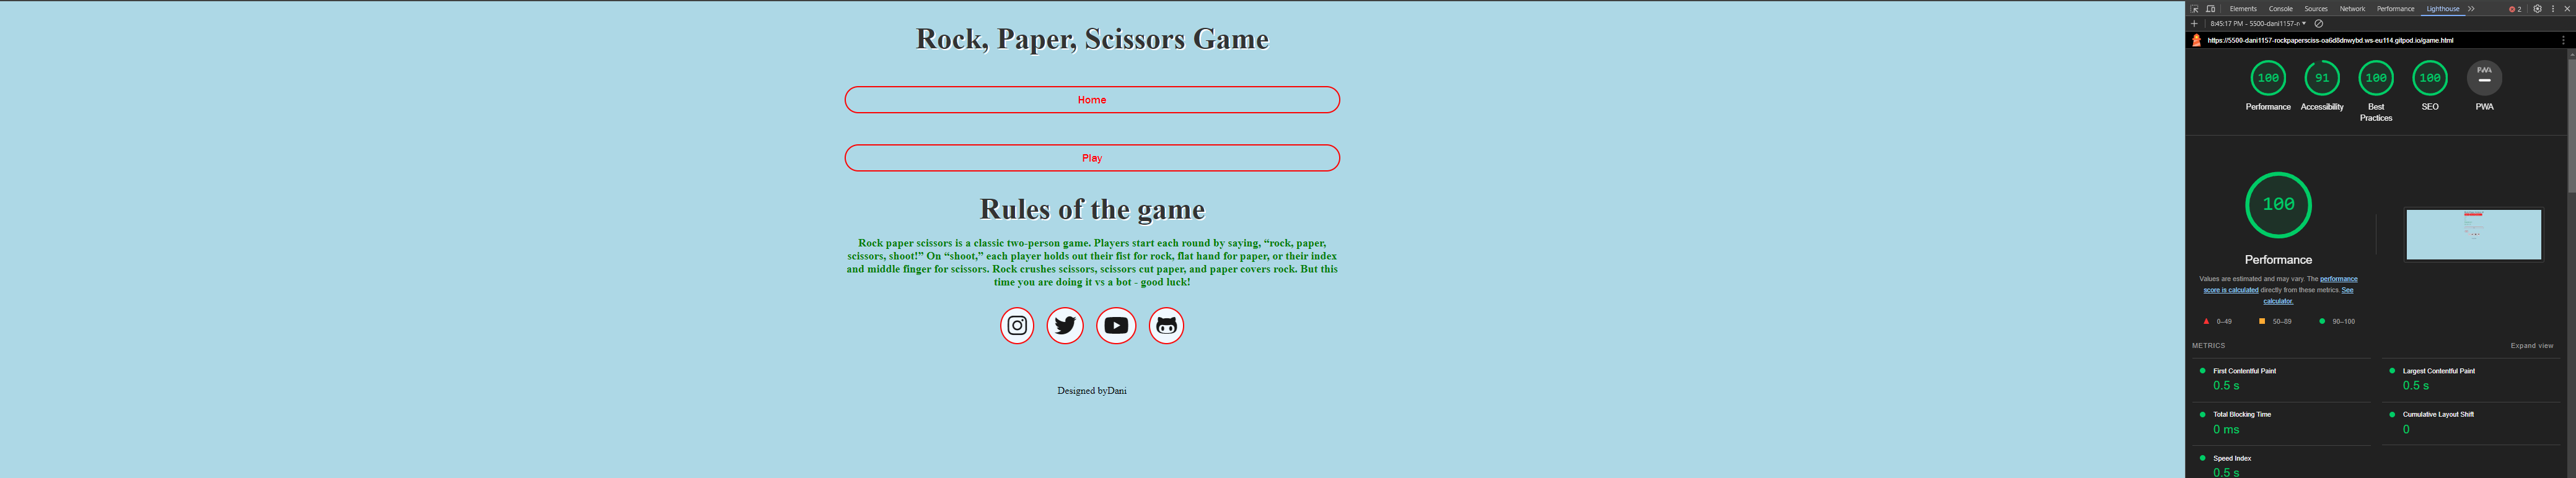 Rock, Paper, Scissors Game
Home
Play
Rules of the game
Rock paper scissors is a classic two-person game. Players start each round by saying, “rock, paper,
scissors, shoot!” On “shoot,” each player holds out their fist for rock, flat hand for paper, or their index
and middle finger for scissors. Rock crushes scissors, scissors cut paper, and paper covers rock. But this
time you are doing it vs a bot - good luck!
Designed byDani
Elements Console Sources Network Performance Lighthouse 2
8:45:17 PM - 5500-dani1157-r
https://5500-dani1157-rockpapersciss-oa6d8dnwybd.ws-eu114.gitpod.io/game.html
100 91 100 100 PWA
Performance Accessibility Best Practices SEO PWA
100
Performance
Values are estimated and may vary. The performance
score is calculated directly from these metrics. See
calculator.
0–49 50–89 90–100
METRICS Expand view
First Contentful Paint
0.5 s
Largest Contentful Paint
0.5 s
Total Blocking Time
0 ms
Cumulative Layout Shift
0
Speed Index
0.5 s